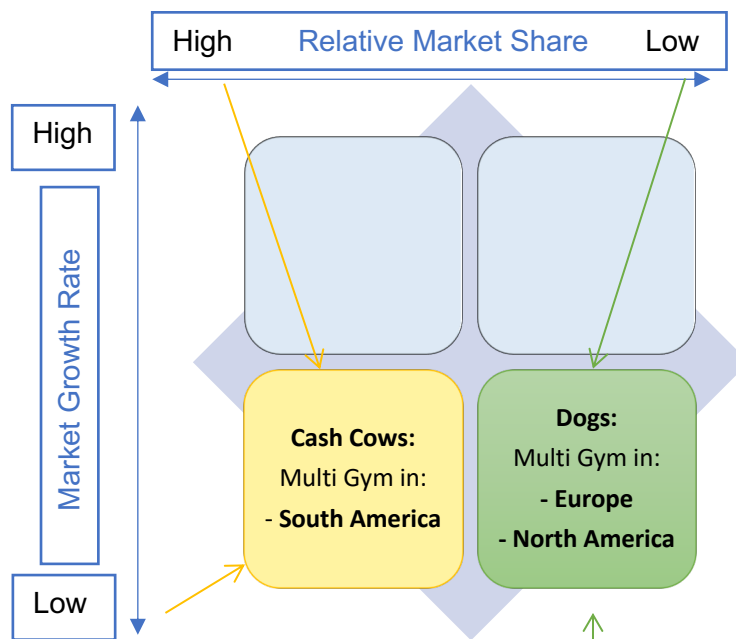 High Relative Market Share Low
High
Market Growth Rate
Low
Cash Cows:
Multi Gym in:
- South America
Dogs:
Multi Gym in:
- Europe
- North America